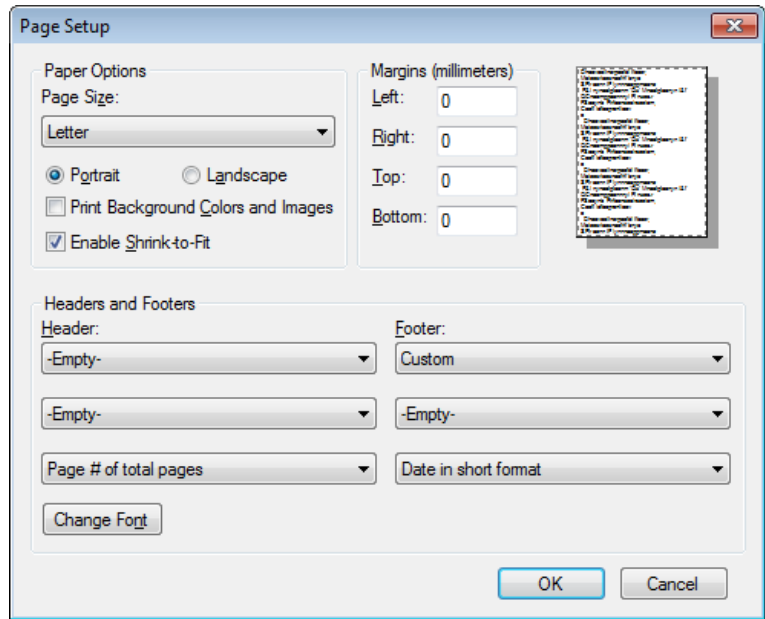 Page Setup
Paper Options
Page Size:
Letter
Portrait
Landscape
Print Background Colors and Images
Enable Shrink-to-Fit
Margins (millimeters)
Left: 0
Right: 0
Top: 0
Bottom: 0
Headers and Footers
Header:
Footer:
-Empty-
Custom
-Empty-
-Empty-
Page # of total pages
Date in short format
Change Font
OK
Cancel